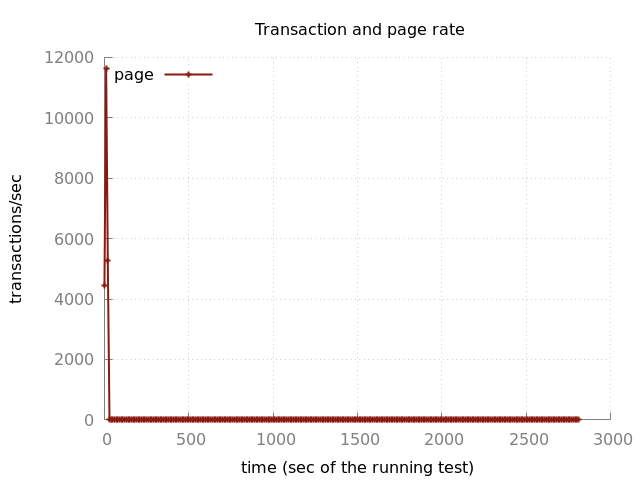 Transaction and page rate
page
12000
10000
8000
6000
4000
2000
0
transactions/sec
0 500 1000 1500 2000 2500 3000
time (sec of the running test)